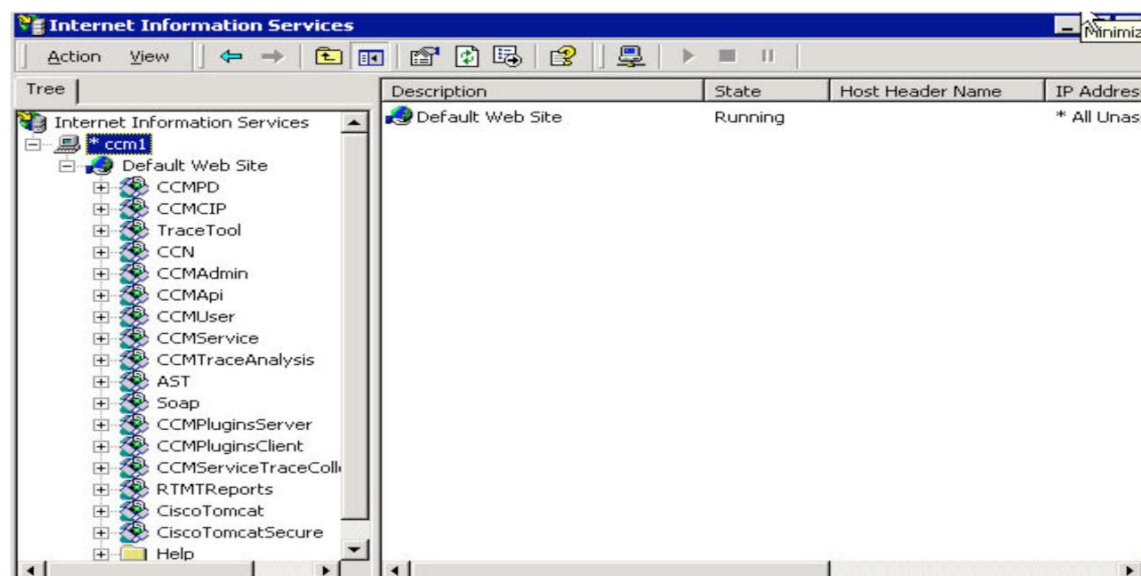 Internet Information Services
Minimiz
Action View
Tree
Description State Host Header Name IP Addres
Internet Information Services
* ccm1
Default Web Site
CCMPD
CCMCIP
TraceTool
CCN
CCMAdmin
CCMApi
CCMUser
CCMService
CCMTraceAnalysis
AST
Soap
CCMPluginsServer
CCMPluginsClient
CCMServiceTraceColl
RTMTReports
CiscoTomcat
CiscoTomcatSecure
Help
Default Web Site Running * All Unas